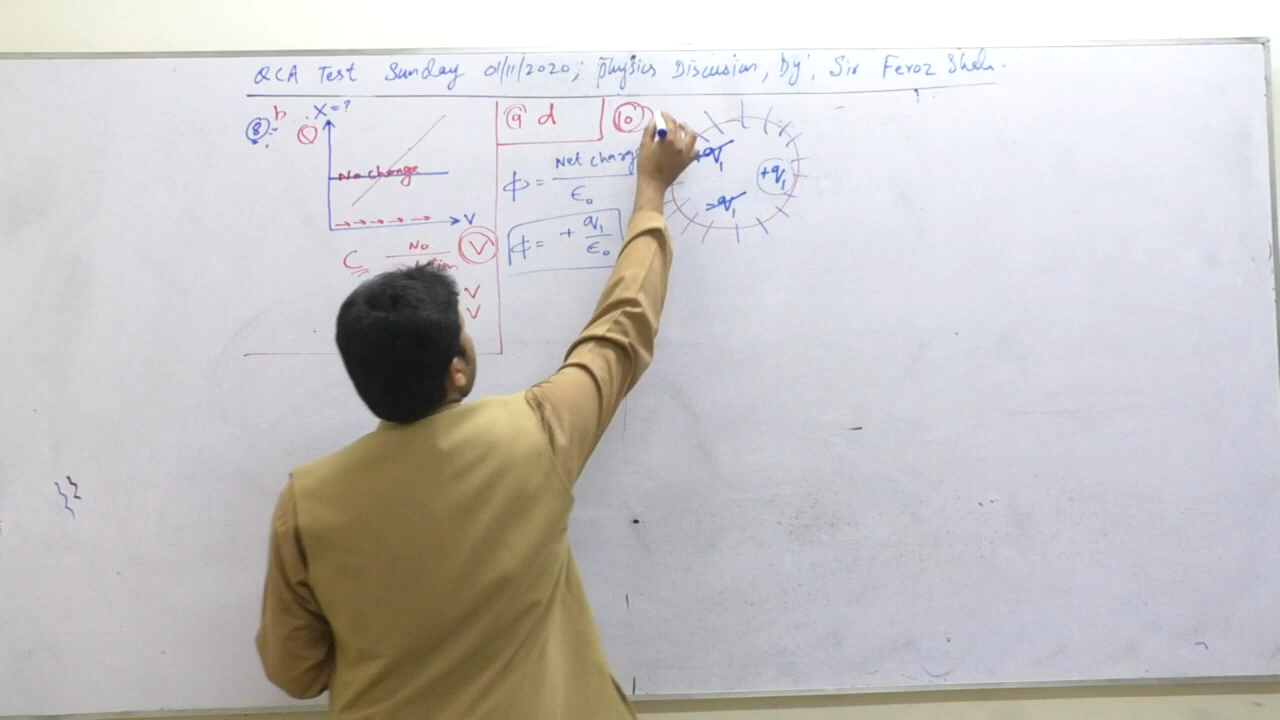 QCA Test Sunday 01/11/2020; Physics Discussion, by, Sir Feroz Shah.
8:- b
X = ?
Q
No change
V
C No V
V
V
9 d
10
ϕ = Net charge / ε₀
ϕ = + q₁ / ε₀
+q₁
+q₁
-q₁